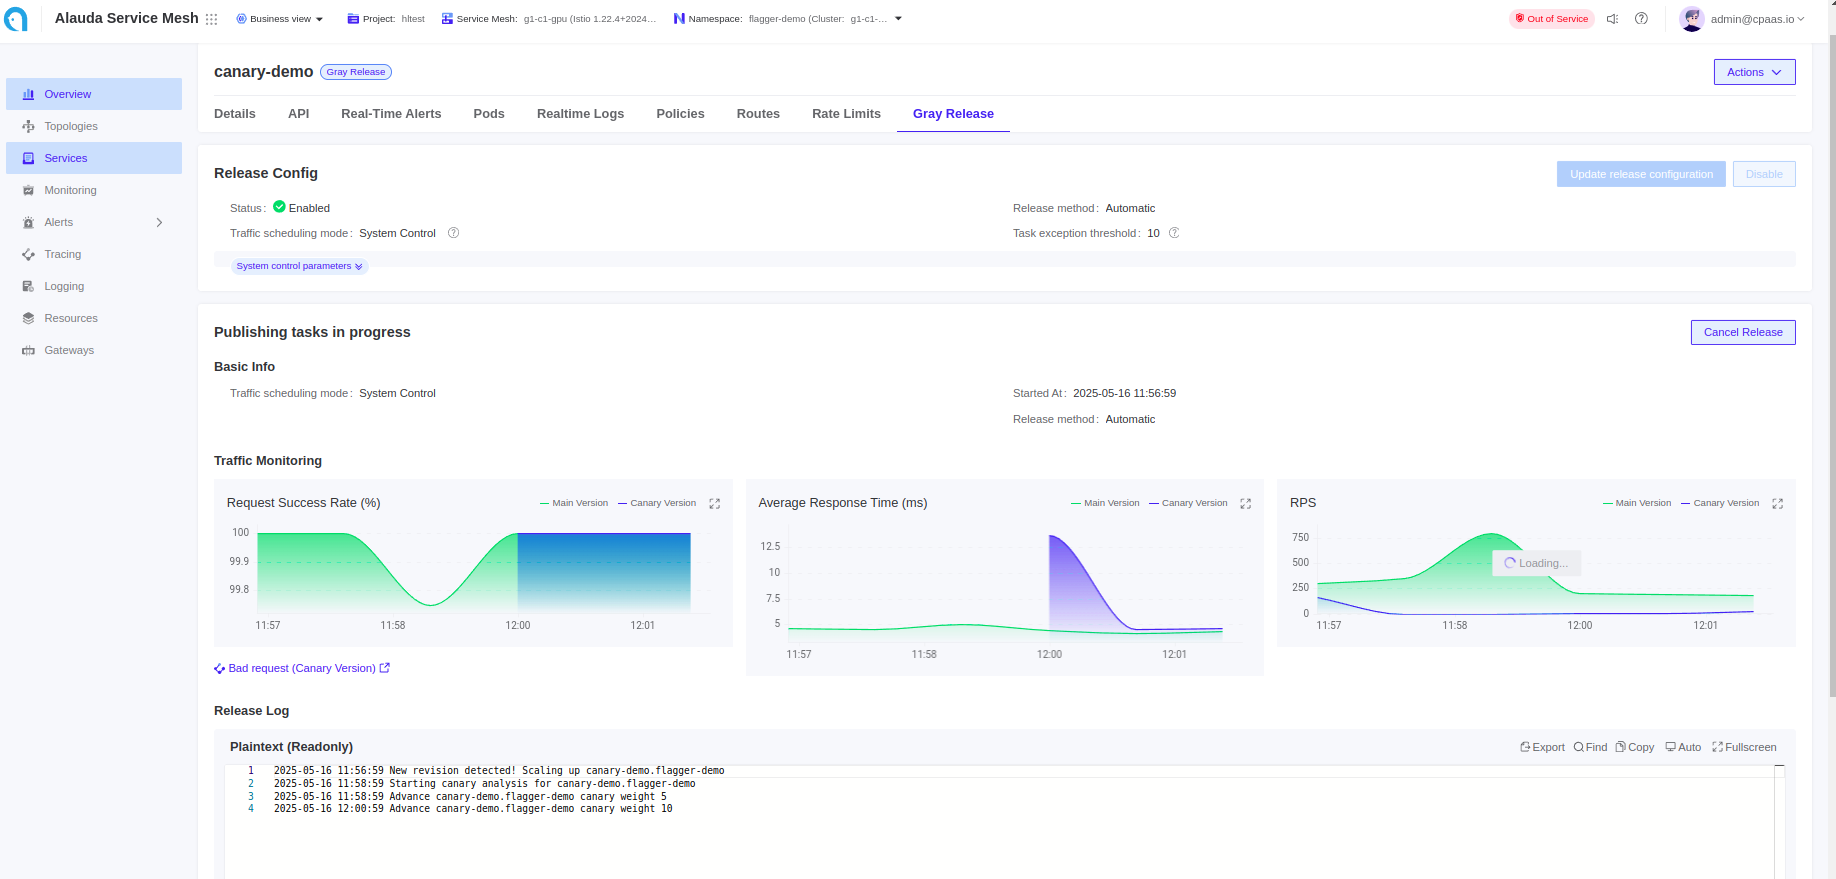 Alauda Service Mesh
Business view
Project: hltest
Service Mesh: g1-c1-gpu (Istio 1.22.4+2024...
Namespace: flagger-demo (Cluster: g1-c1-...
Out of Service
admin@cpaas.io
Overview
Topologies
Services
Monitoring
Alerts
Tracing
Logging
Resources
Gateways
canary-demo Gray Release
Actions
Details API Real-Time Alerts Pods Realtime Logs Policies Routes Rate Limits Gray Release
Release Config
Update release configuration Disable
Status: Enabled
Release method: Automatic
Traffic scheduling mode: System Control
Task exception threshold: 10
System control parameters
Publishing tasks in progress
Cancel Release
Basic Info
Traffic scheduling mode: System Control
Started At: 2025-05-16 11:56:59
Release method: Automatic
Traffic Monitoring
Request Success Rate (%)
Main Version Canary Version
100
99.9
99.8
11:57 11:58 12:00 12:01
Average Response Time (ms)
Main Version Canary Version
12.5
10
7.5
5
11:57 11:58 12:00 12:01
RPS
Main Version Canary Version
750
500
250
0
Loading...
11:57 11:58 12:00 12:01
Bad request (Canary Version)
Release Log
Plaintext (Readonly)
Export Find Copy Auto Fullscreen
1 2025-05-16 11:56:59 New revision detected! Scaling up canary-demo.flagger-demo
2 2025-05-16 11:58:59 Starting canary analysis for canary-demo.flagger-demo
3 2025-05-16 11:58:59 Advance canary-demo.flagger-demo canary weight 5
4 2025-05-16 12:00:59 Advance canary-demo.flagger-demo canary weight 10